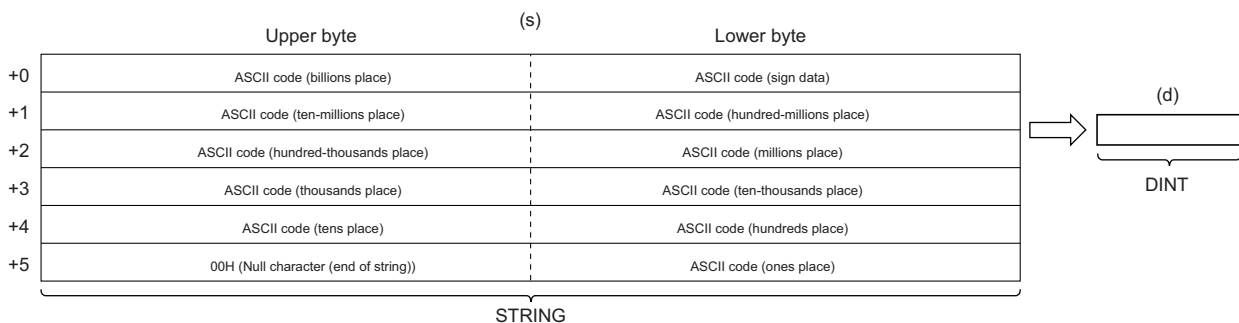 (s)
Upper byte Lower byte
+0 ASCII code (billions place) ASCII code (sign data)
+1 ASCII code (ten-millions place) ASCII code (hundred-millions place)
+2 ASCII code (hundred-thousands place) ASCII code (millions place)
+3 ASCII code (thousands place) ASCII code (ten-thousands place)
+4 ASCII code (tens place) ASCII code (hundreds place)
+5 00H (Null character (end of string)) ASCII code (ones place)
STRING
(d)
DINT